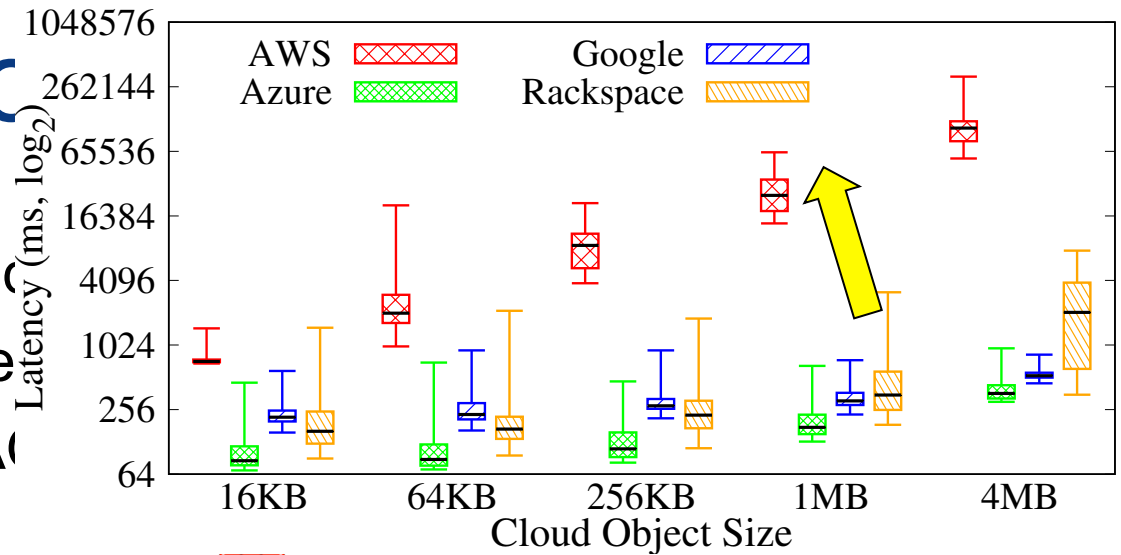 1048576
262144
65536
16384
4096
1024
256
64
Latency (ms, log2)
AWS
Google
Azure
Rackspace
16KB 64KB 256KB 1MB 4MB
Cloud Object Size